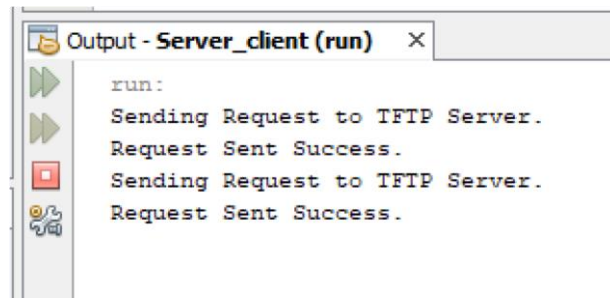 Output - Server_client (run)
run:
Sending Request to TFTP Server.
Request Sent Success.
Sending Request to TFTP Server.
Request Sent Success.